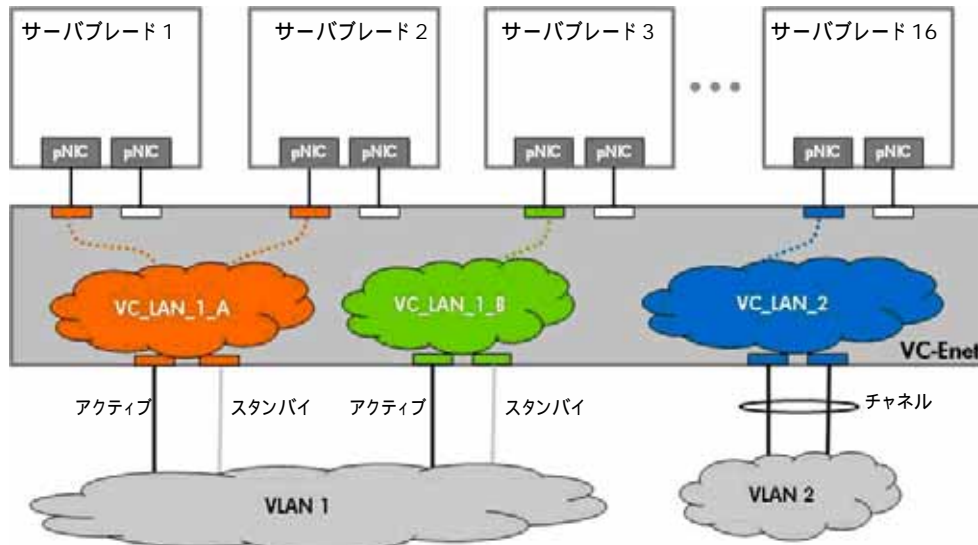 サーバブレード 1
サーバブレード 2
サーバブレード 3
サーバブレード 16
pNIC
pNIC
pNIC
pNIC
pNIC
pNIC
pNIC
pNIC
VC_LAN_1_A
VC_LAN_1_B
VC_LAN_2
VC-Enet
アクティブ
スタンバイ
アクティブ
スタンバイ
チャネル
VLAN 1
VLAN 2